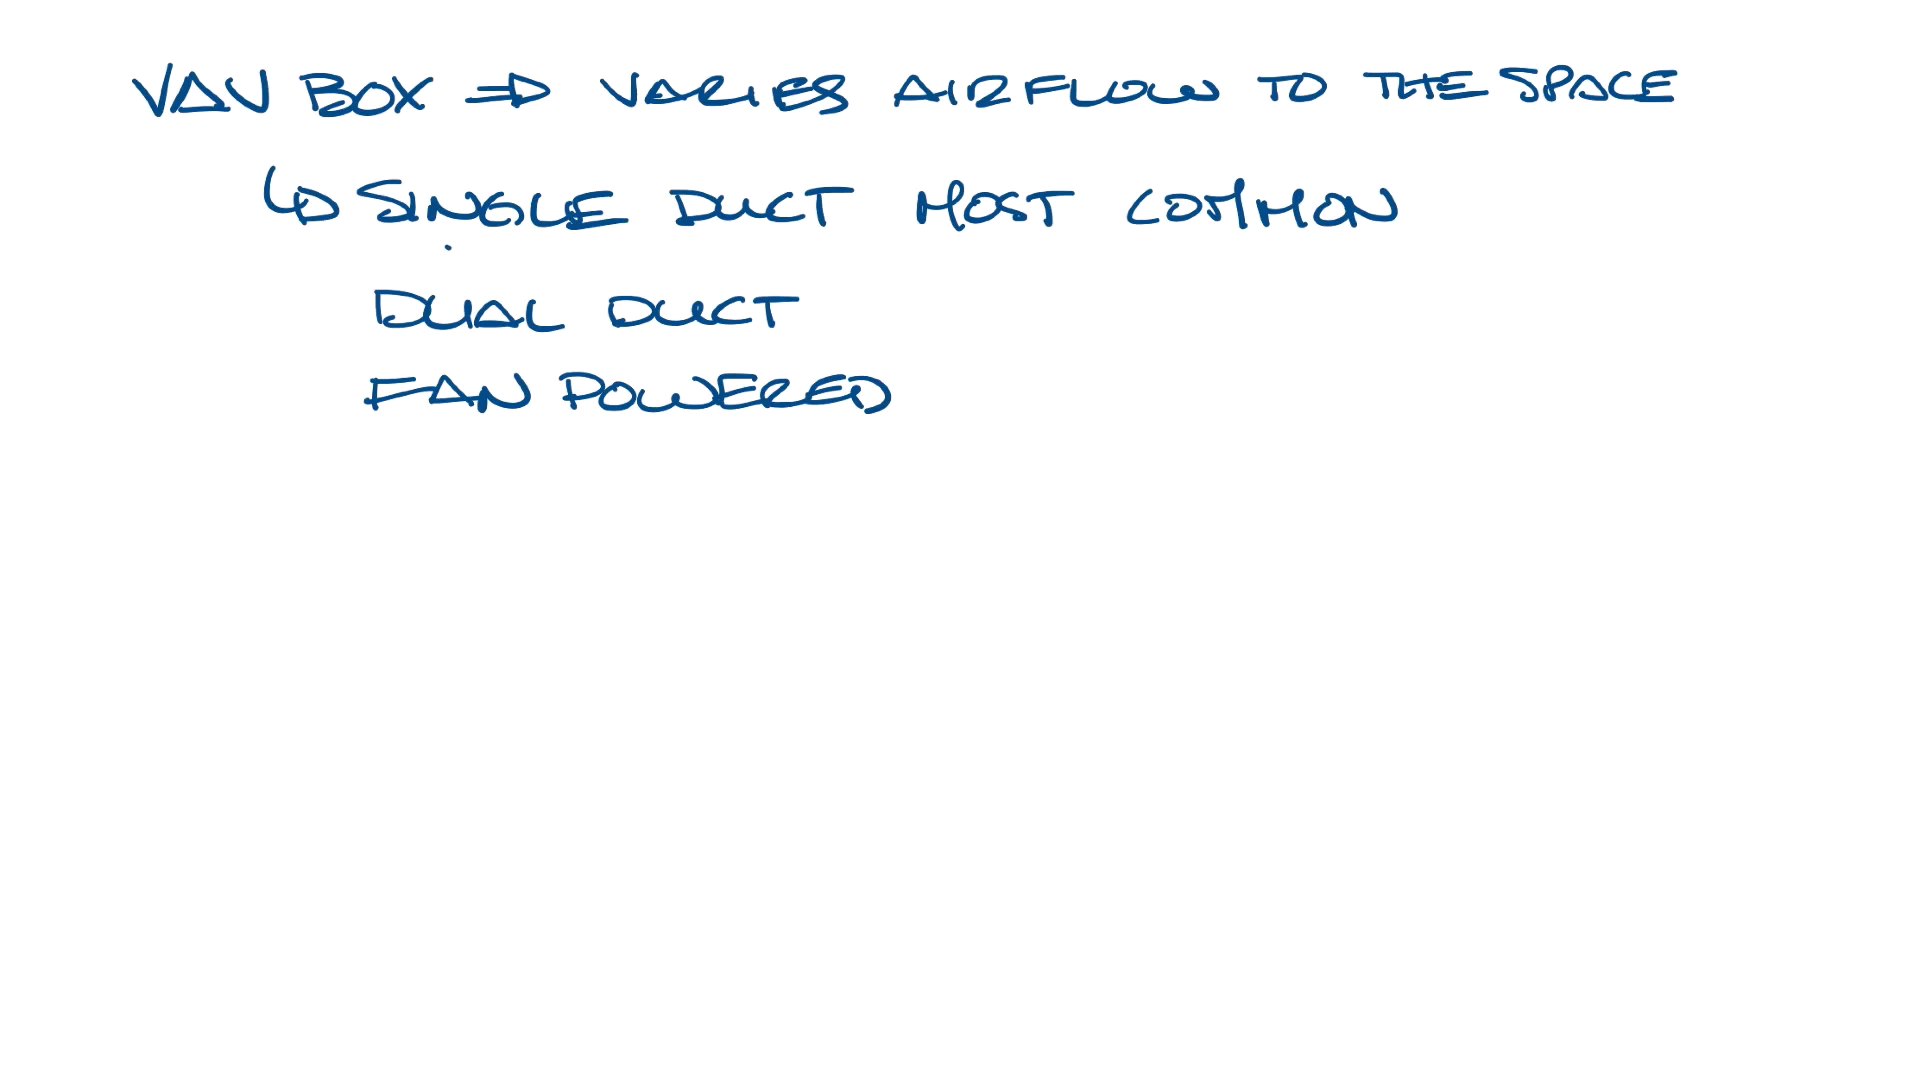 VAV BOX ⇒ VARIES AIRFLOW TO THE SPACE
↳ SINGLE DUCT MOST COMMON
DUAL DUCT
FAN POWERED